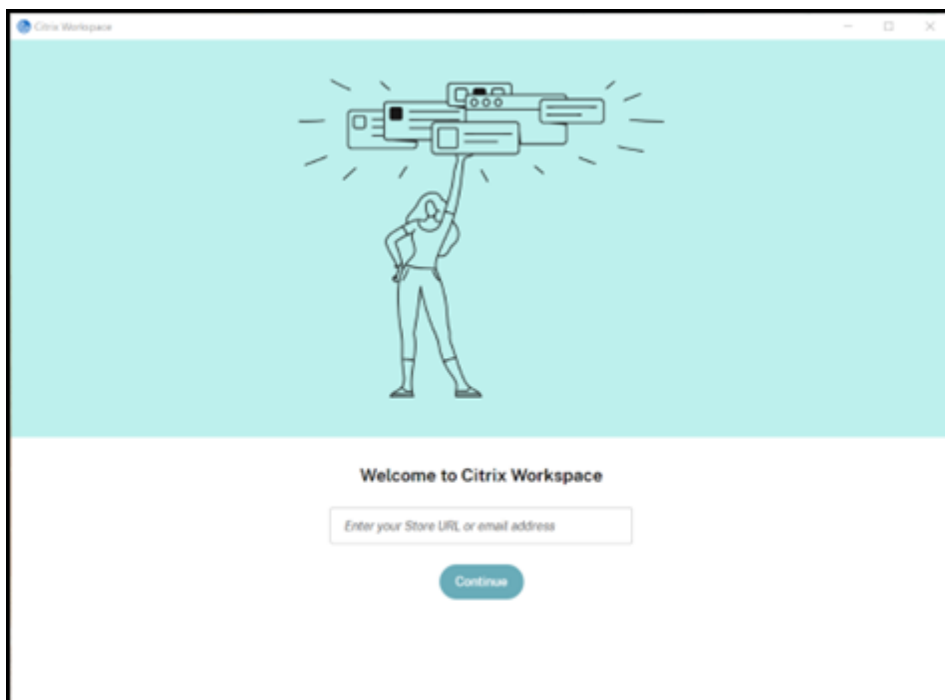 Citrix Workspace
Welcome to Citrix Workspace
Enter your Store URL or email address
Continue